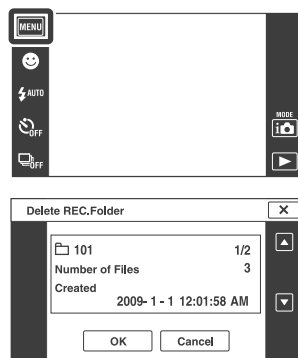 MENU
AUTO
OFF
OFF
MODE
Delete REC.Folder
101 1/2
Number of Files 3
Created
2009- 1 - 1 12:01:58 AM
OK Cancel